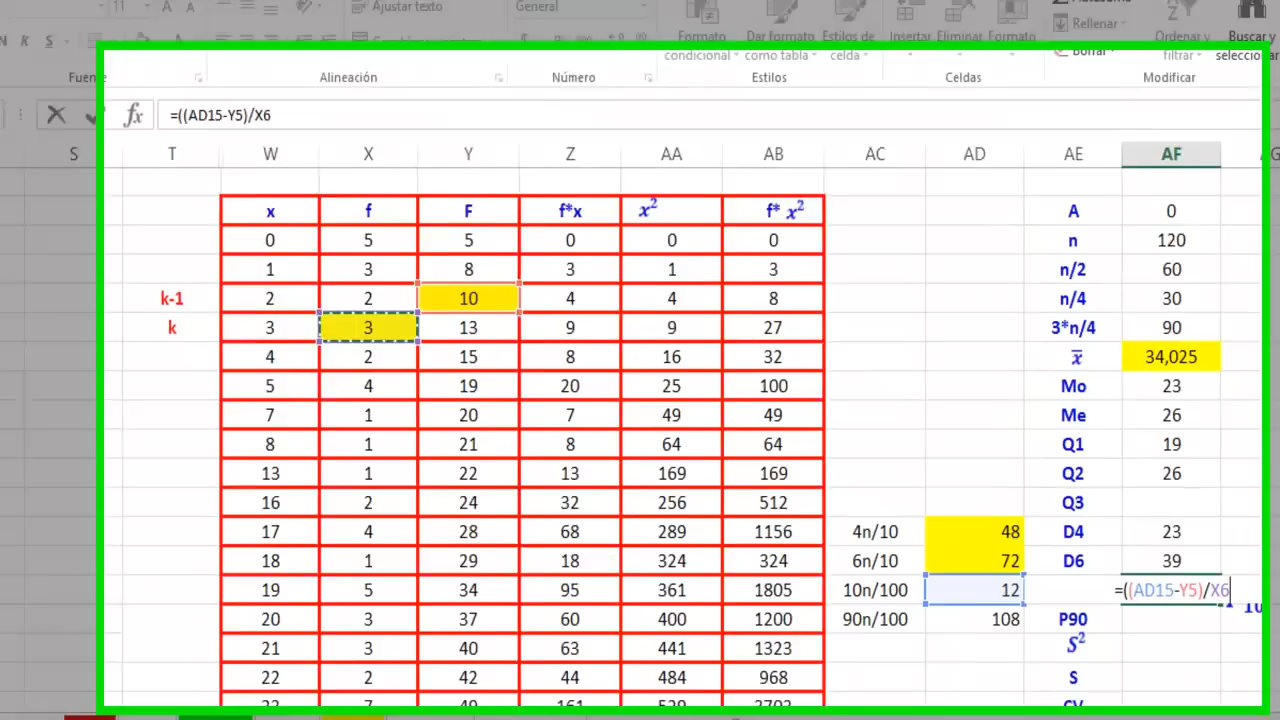 11 A A Ajustar texto General Autosuma
N K S Formato Dar formato Estilos de Insertar Eliminar Formato Rellenar Ordenar y Buscar y
condicional como tabla celda Borrar filtrar seleccionar
Fuente Alineación Número Estilos Celdas Modificar
fx =((AD15-Y5)/X6
S T W X Y Z AA AB AC AD AE AF AG
x f F f*x x² f* x² A 0
0 5 5 0 0 0 n 120
1 3 8 3 1 3 n/2 60
k-1 2 2 10 4 4 8 n/4 30
k 3 3 13 9 9 27 3*n/4 90
4 2 15 8 16 32 x̅ 34,025
5 4 19 20 25 100 Mo 23
7 1 20 7 49 49 Me 26
8 1 21 8 64 64 Q1 19
13 1 22 13 169 169 Q2 26
16 2 24 32 256 512 Q3
17 4 28 68 289 1156 4n/10 48 D4 23
18 1 29 18 324 324 6n/10 72 D6 39
19 5 34 95 361 1805 10n/100 12 =((AD15-Y5)/X6
20 3 37 60 400 1200 90n/100 108 P90
21 3 40 63 441 1323 S²
22 2 42 44 484 968 S